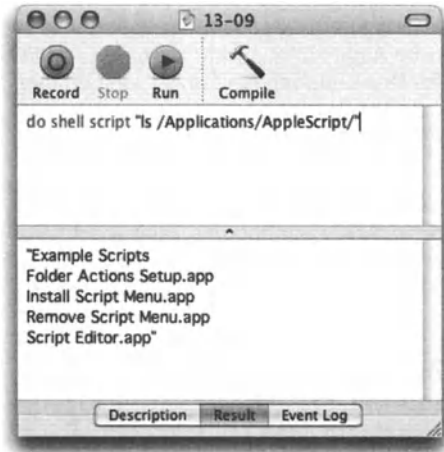 13-09
Record Stop Run Compile
do shell script "ls /Applications/AppleScript/"
"Example Scripts
Folder Actions Setup.app
Install Script Menu.app
Remove Script Menu.app
Script Editor.app"
Description Result Event Log